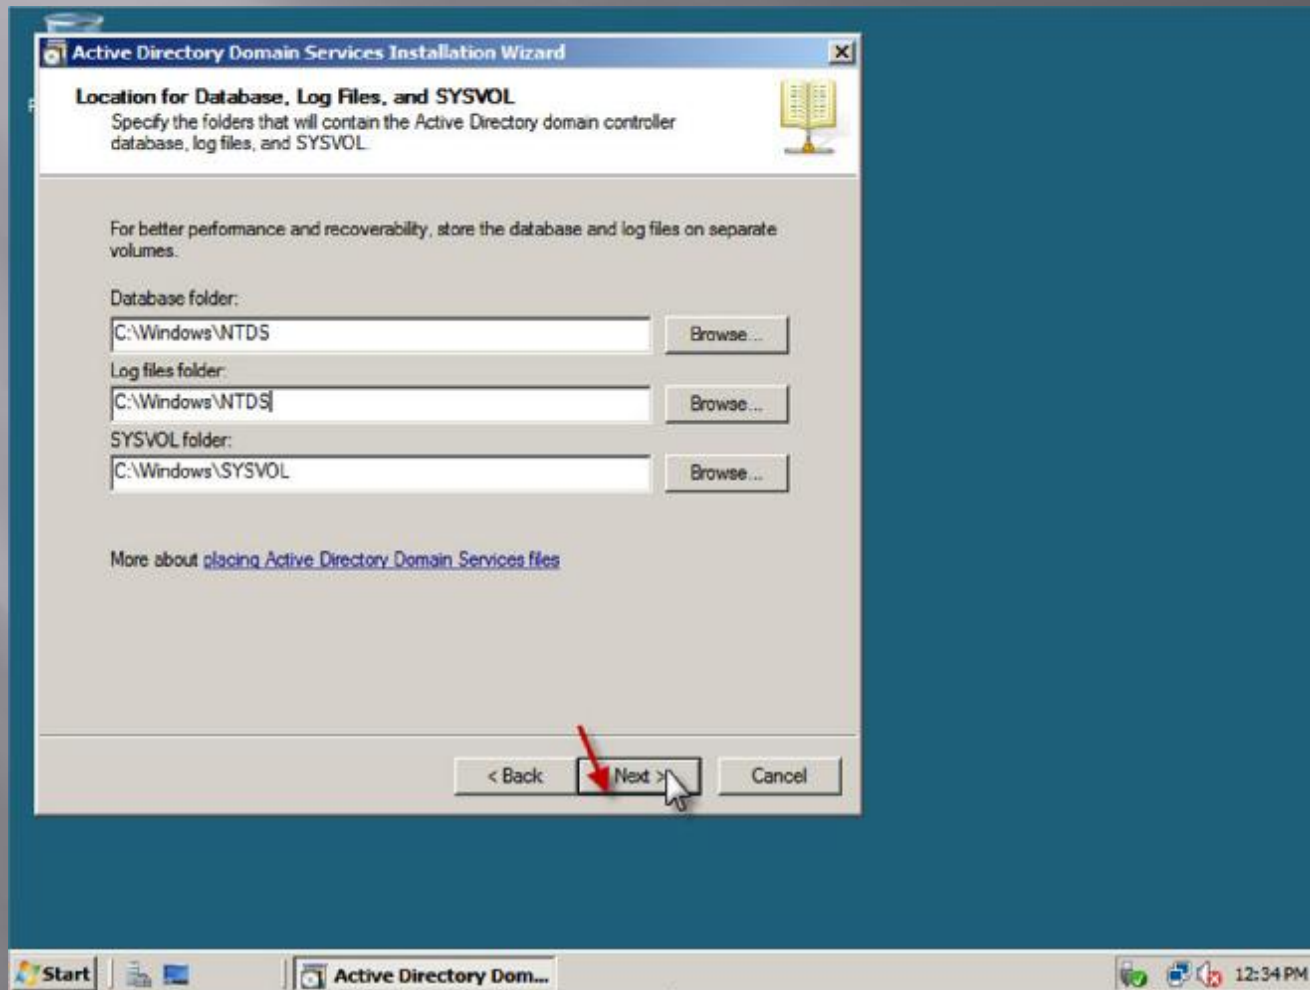 Active Directory Domain Services Installation Wizard
Location for Database, Log Files, and SYSVOL
Specify the folders that will contain the Active Directory domain controller
database, log files, and SYSVOL.
For better performance and recoverability, store the database and log files on separate
volumes.
Database folder:
C:\Windows\NTDS
Browse...
Log files folder:
C:\Windows\NTDS
Browse...
SYSVOL folder:
C:\Windows\SYSVOL
Browse...
More about placing Active Directory Domain Services files
< Back
Next >
Cancel
Start
Active Directory Dom...
12:34 PM